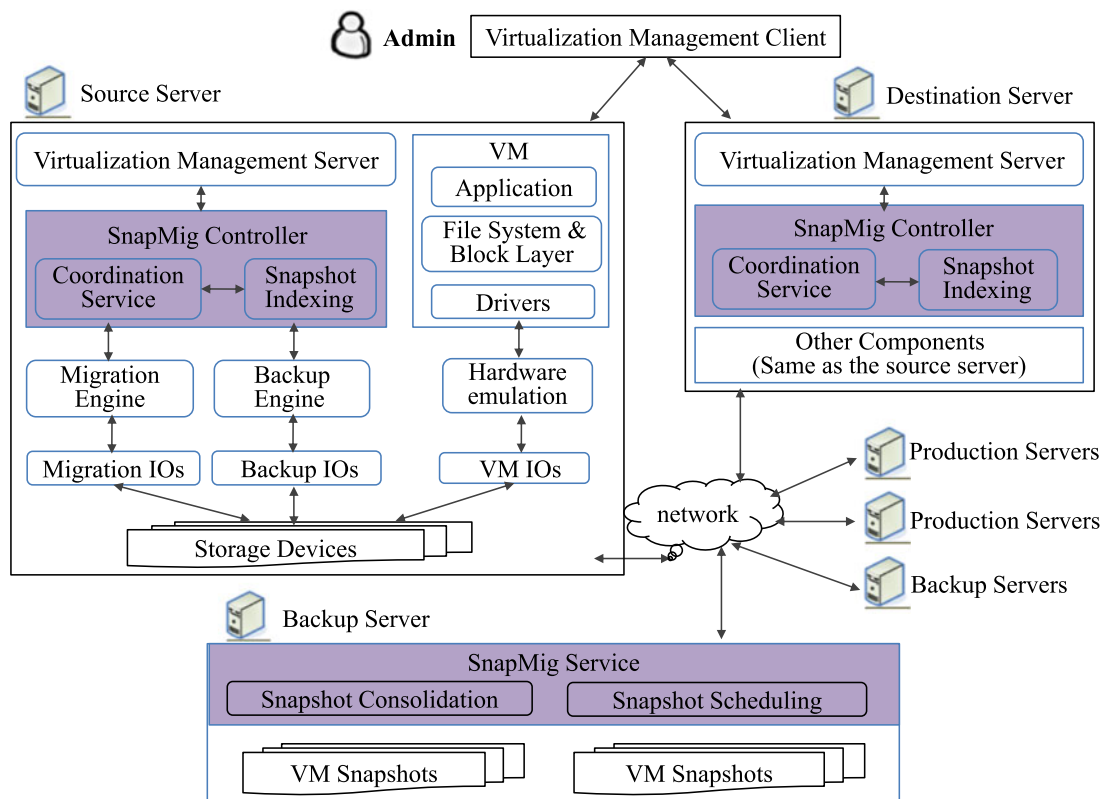 Admin
Virtualization Management Client
Source Server
Destination Server
Virtualization Management Server
SnapMig Controller
Coordination
Service
Snapshot
Indexing
Migration
Engine
Backup
Engine
Migration IOs
Backup IOs
VM
Application
File System &
Block Layer
Drivers
Hardware
emulation
VM IOs
Storage Devices
Virtualization Management Server
SnapMig Controller
Coordination
Service
Snapshot
Indexing
Other Components
(Same as the source server)
network
Production Servers
Production Servers
Backup Servers
Backup Server
SnapMig Service
Snapshot Consolidation
Snapshot Scheduling
VM Snapshots
VM Snapshots